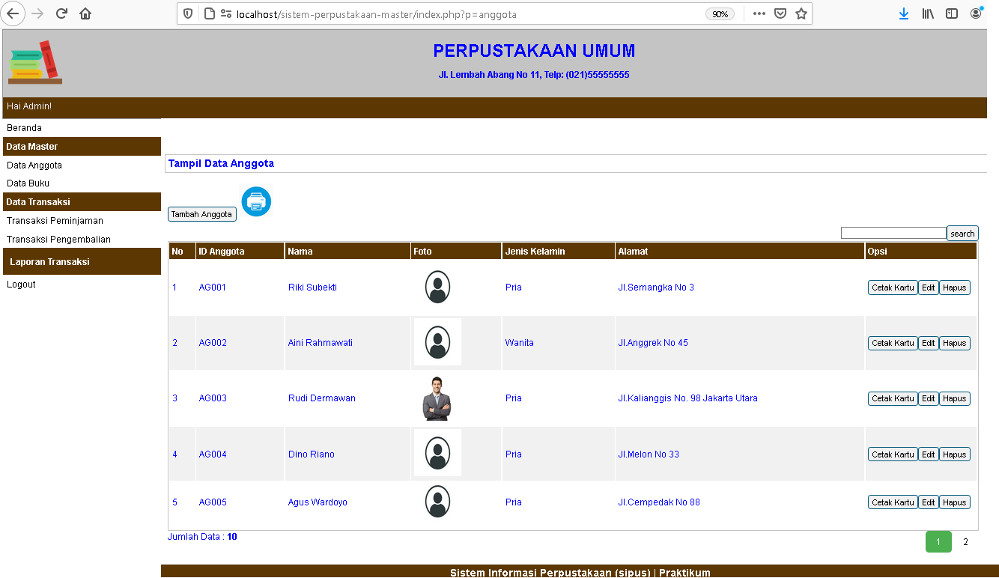 localhost/sistem-perpustakaan-master/index.php?p=anggota 90%
PERPUSTAKAAN UMUM
Jl. Lembah Abang No 11, Telp: (021)55555555
Hai Admin!
Beranda
Data Master
Data Anggota
Data Buku
Data Transaksi
Transaksi Peminjaman
Transaksi Pengembalian
Laporan Transaksi
Logout
Tampil Data Anggota
Tambah Anggota
search
No ID Anggota Nama Foto Jenis Kelamin Alamat Opsi
1 AG001 Riki Subekti Pria Jl.Semangka No 3 Cetak Kartu Edit Hapus
2 AG002 Aini Rahmawati Wanita Jl.Anggrek No 45 Cetak Kartu Edit Hapus
3 AG003 Rudi Dermawan Pria Jl.Kalianggis No. 98 Jakarta Utara Cetak Kartu Edit Hapus
4 AG004 Dino Riano Pria Jl.Melon No 33 Cetak Kartu Edit Hapus
5 AG005 Agus Wardoyo Pria Jl.Cempedak No 88 Cetak Kartu Edit Hapus
Jumlah Data : 10
1 2
Sistem Informasi Perpustakaan (sipus) | Praktikum